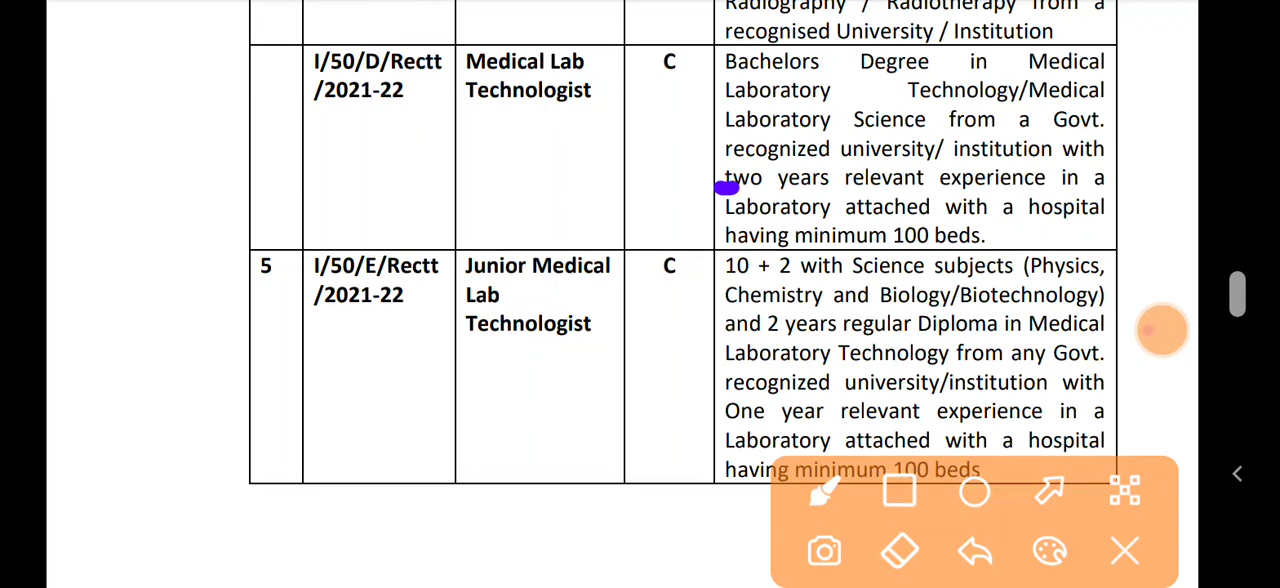 Radiography / Radiotherapy from a
recognised University / Institution
I/50/D/Rectt
/2021-22
Medical Lab
Technologist
C
Bachelors Degree in Medical
Laboratory Technology/Medical
Laboratory Science from a Govt.
recognized university/ institution with
two years relevant experience in a
Laboratory attached with a hospital
having minimum 100 beds.
5
I/50/E/Rectt
/2021-22
Junior Medical
Lab
Technologist
C
10 + 2 with Science subjects (Physics,
Chemistry and Biology/Biotechnology)
and 2 years regular Diploma in Medical
Laboratory Technology from any Govt.
recognized university/institution with
One year relevant experience in a
Laboratory attached with a hospital
having minimum 100 beds